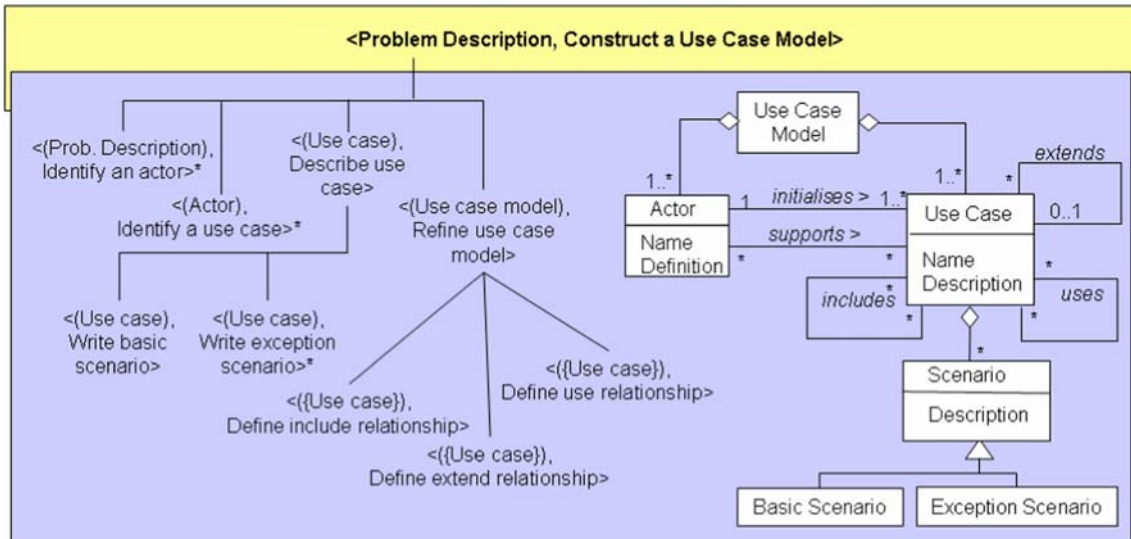 <Problem Description, Construct a Use Case Model>
<(Prob. Description),
Identify an actor>*
<(Actor),
Identify a use case>*
<(Use case),
Describe use
case>
<(Use case model),
Refine use case
model>
<(Use case),
Write basic
scenario>
<(Use case),
Write exception
scenario>*
<({Use case}),
Define include relationship>
<({Use case}),
Define extend relationship>
<({Use case}),
Define use relationship>
Use Case
Model
1..*
1..*
Actor
Name
Definition
1
initialises >
1..*
*
supports >
*
Use Case
Name
Description
extends
*
0..1
includes
*
*
uses
*
*
*
Scenario
Description
Basic Scenario
Exception Scenario